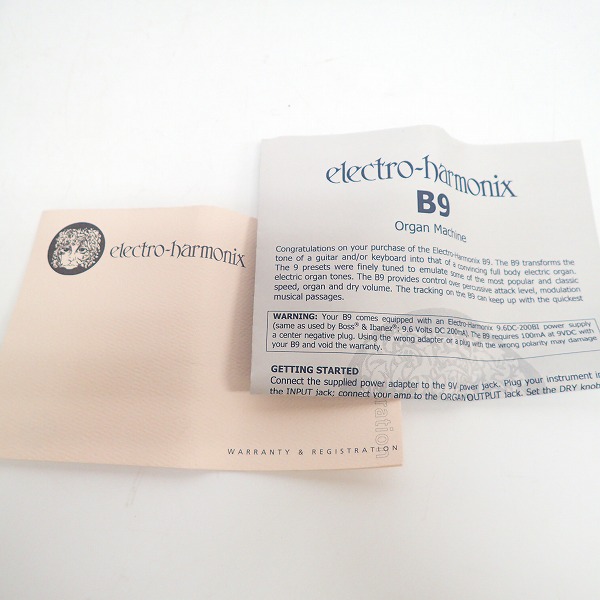 electro-harmonix
B9
Organ Machine
Congratulations on your purchase of the Electro-Harmonix B9. The B9 transforms the
tone of a guitar and/or keyboard into that of a convincing full body electric organ.
The 9 presets were finely tuned to emulate some of the most popular and classic
electric organ tones. The B9 provides control over percussive attack level, modulation
speed, organ and dry volume. The tracking on the B9 can keep up with the quickest
musical passages.
WARNING: Your B9 comes equipped with an Electro-Harmonix 9.6DC-200BI power supply
(same as used by Boss® & Ibanez®: 9.6 Volts DC 200mA). The B9 requires 100mA at 9VDC with
a center negative plug. Using the wrong adapter or a plug with the wrong polarity may damage
your B9 and void the warranty.
GETTING STARTED
Connect the supplied power adapter to the 9V power jack. Plug your instrument in
the INPUT jack; connect your amp to the ORGAN OUTPUT jack. Set the DRY knob
electro-harmonix
WARRANTY & REGISTRATION